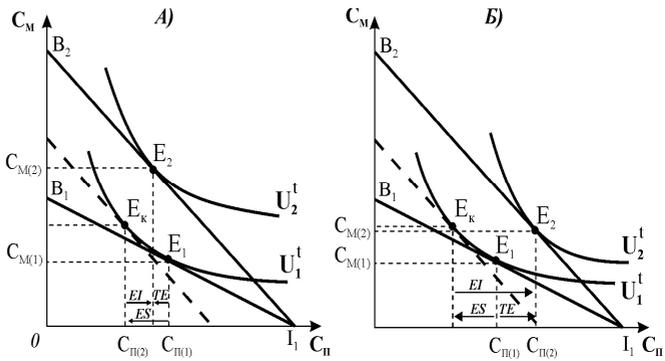 C_M А)
B_2
E_2
C_M(2)
U_2^t
B_1
E_K
E_1
C_M(1)
U_1^t
EI TE
ES
0 C_П(2) C_П(1) I_1 C_П
C_M Б)
B_2
B_1
E_K
E_2
C_M(2)
E_1
U_2^t
C_M(1)
U_1^t
EI
ES TE
C_П(1) C_П(2) I_1 C_П